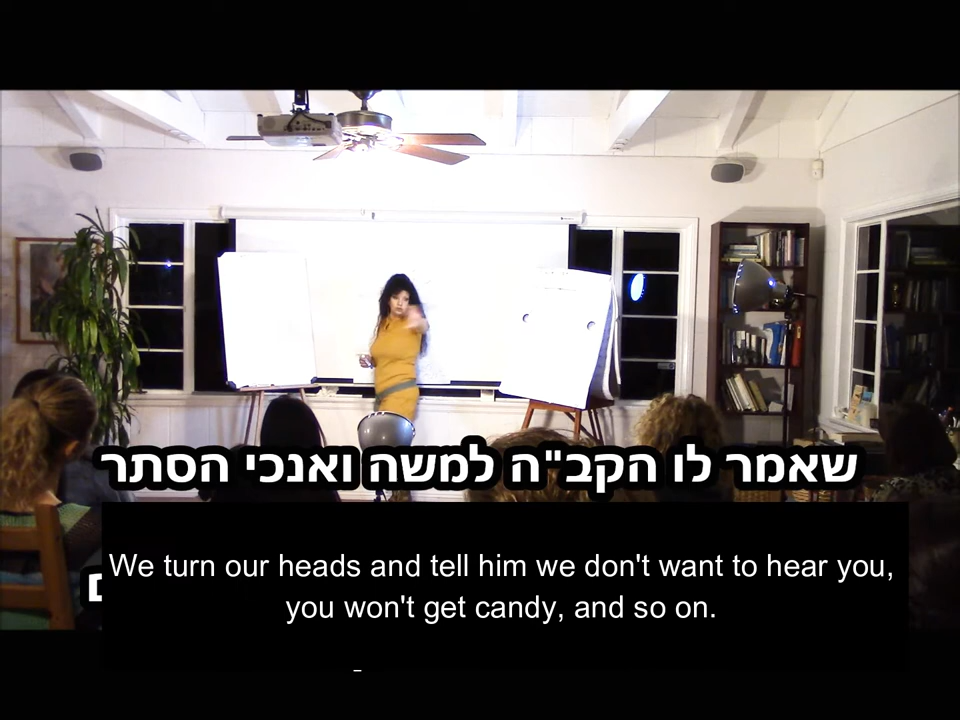 שאמר לו הקב"ה למשה ואנכי הסתר
We turn our heads and tell him we don't want to hear you,
you won't get candy, and so on.